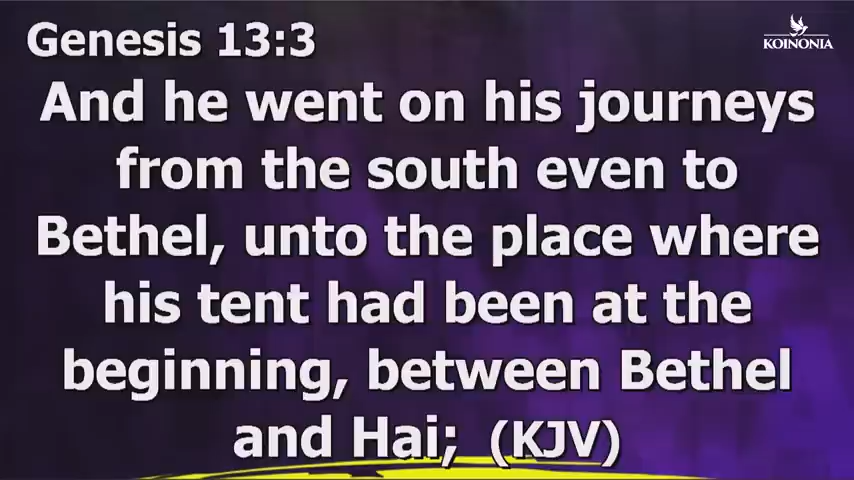 Genesis 13:3
KOINONIA
And he went on his journeys
from the south even to
Bethel, unto the place where
his tent had been at the
beginning, between Bethel
and Hai; (KJV)